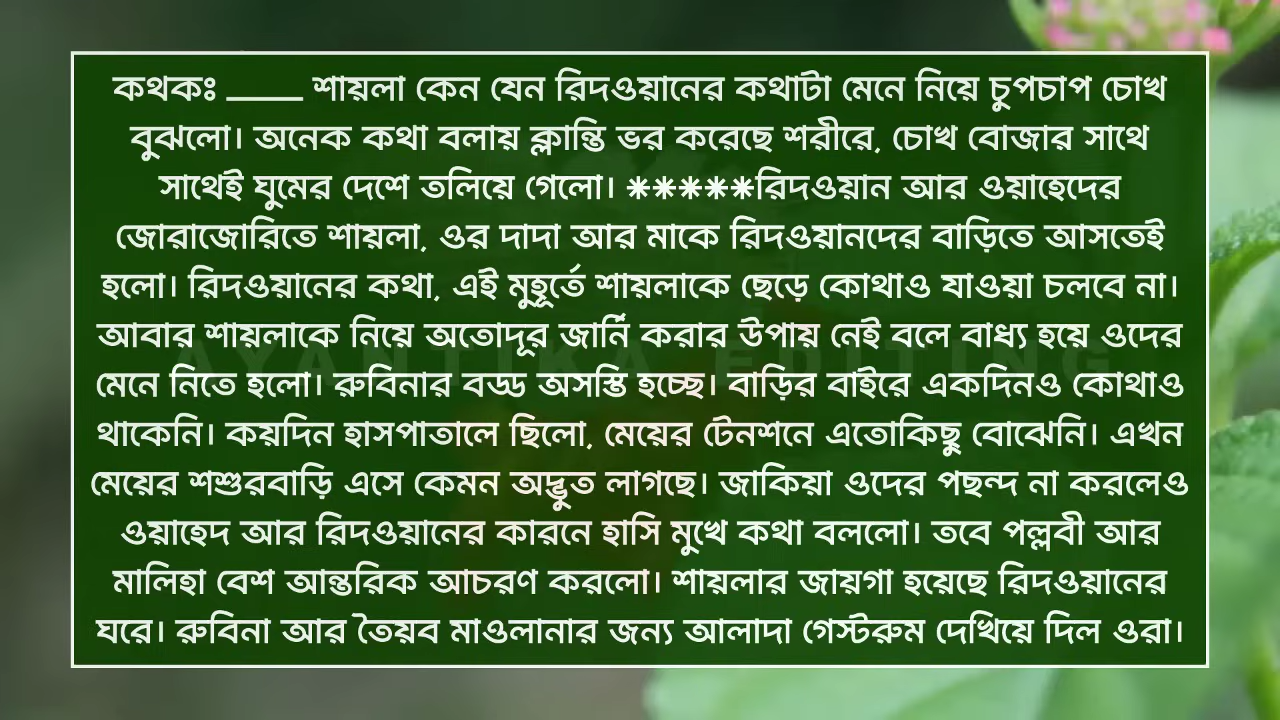 কথকঃ ____ শায়লা কেন যেন রিদওয়ানের কথাটা মেনে নিয়ে চুপচাপ চোখ
বুঝলো। অনেক কথা বলায় ক্লান্তি ভর করেছে শরীরে, চোখ বোজার সাথে
সাথেই ঘুমের দেশে তলিয়ে গেলো। *****রিদওয়ান আর ওয়াহেদের
জোরাজোরিতে শায়লা, ওর দাদা আর মাকে রিদওয়ানদের বাড়িতে আসতেই
হলো। রিদওয়ানের কথা, এই মুহূর্তে শায়লাকে ছেড়ে কোথাও যাওয়া চলবে না।
আবার শায়লাকে নিয়ে অতোদূর জার্নি করার উপায় নেই বলে বাধ্য হয়ে ওদের
AYANTIKA EDITING
মেনে নিতে হলো। রুবিনার বড্ড অসস্তি হচ্ছে। বাড়ির বাইরে একদিনও কোথাও
থাকেনি। কয়দিন হাসপাতালে ছিলো, মেয়ের টেনশনে এতোকিছু বোঝেনি। এখন
মেয়ের শশুরবাড়ি এসে কেমন অদ্ভুত লাগছে। জাকিয়া ওদের পছন্দ না করলেও
ওয়াহেদ আর রিদওয়ানের কারনে হাসি মুখে কথা বললো। তবে পল্লবী আর
মালিহা বেশ আন্তরিক আচরণ করলো। শায়লার জায়গা হয়েছে রিদওয়ানের
ঘরে। রুবিনা আর তৈয়ব মাওলানার জন্য আলাদা গেস্টরুম দেখিয়ে দিল ওরা।